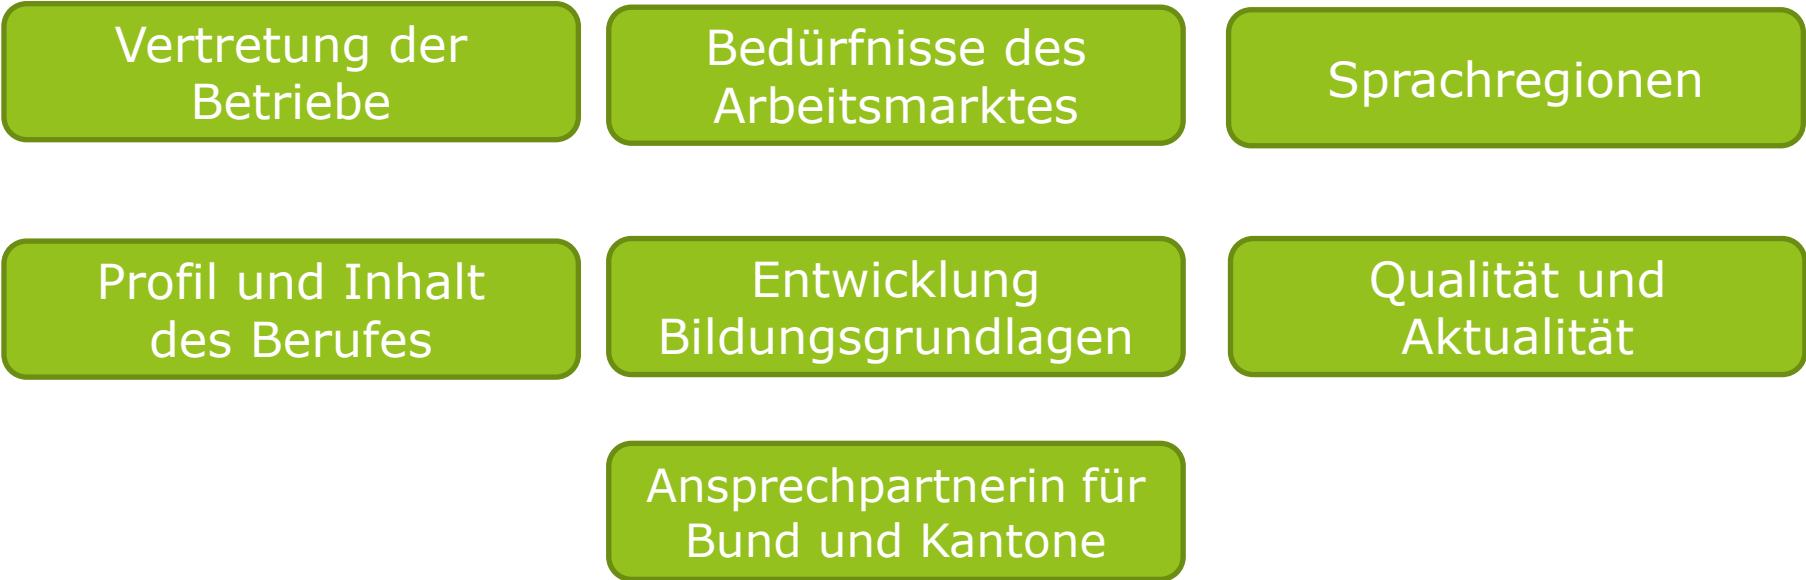 Vertretung der
Betriebe
Bedürfnisse des
Arbeitsmarktes
Sprachregionen
Profil und Inhalt
des Berufes
Entwicklung
Bildungsgrundlagen
Qualität und
Aktualität
Ansprechpartnerin für
Bund und Kantone